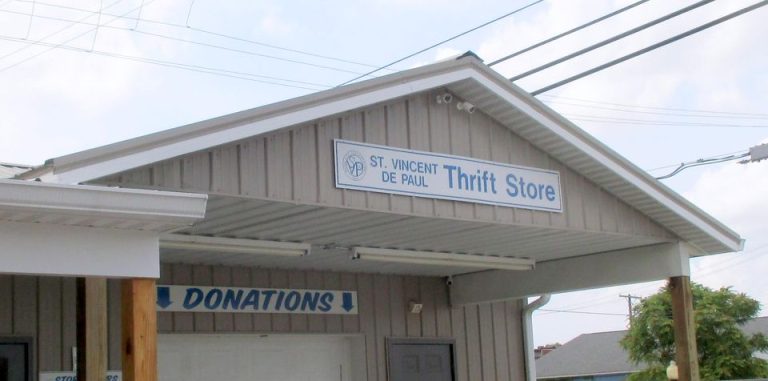 ST. VINCENT
DE PAUL
Thrift Store
DONATIONS